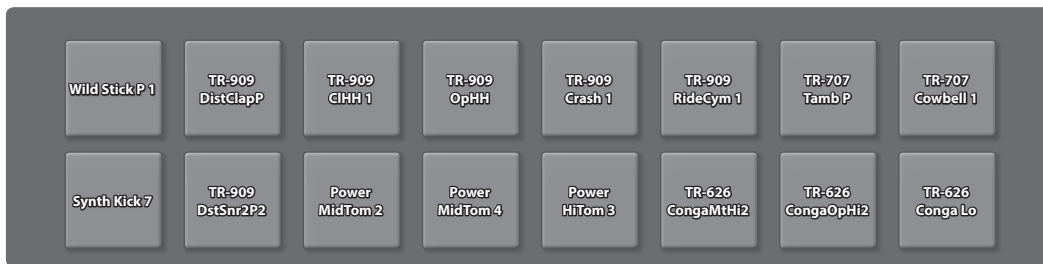 Wild Stick P 1
TR-909
DistClapP
TR-909
ClHH 1
TR-909
OpHH
TR-909
Crash 1
TR-909
RideCym 1
TR-707
Tamb P
TR-707
Cowbell 1
Synth Kick 7
TR-909
DstSnr2P2
Power
MidTom 2
Power
MidTom 4
Power
HiTom 3
TR-626
CongaMtHi2
TR-626
CongaOpHi2
TR-626
Conga Lo